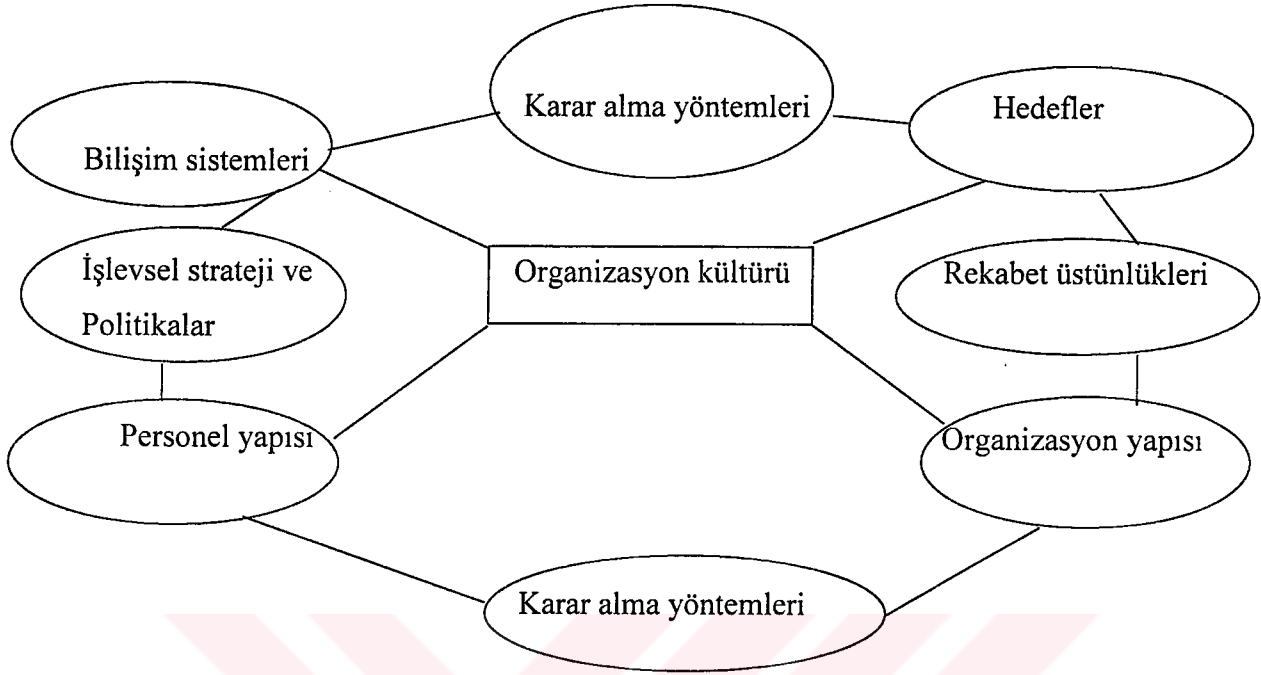 Karar alma yöntemleri
Hedefler
Bilişim sistemleri
İşlevsel strateji ve
Politikalar
Organizasyon kültürü
Rekabet üstünlükleri
Personel yapısı
Organizasyon yapısı
Karar alma yöntemleri